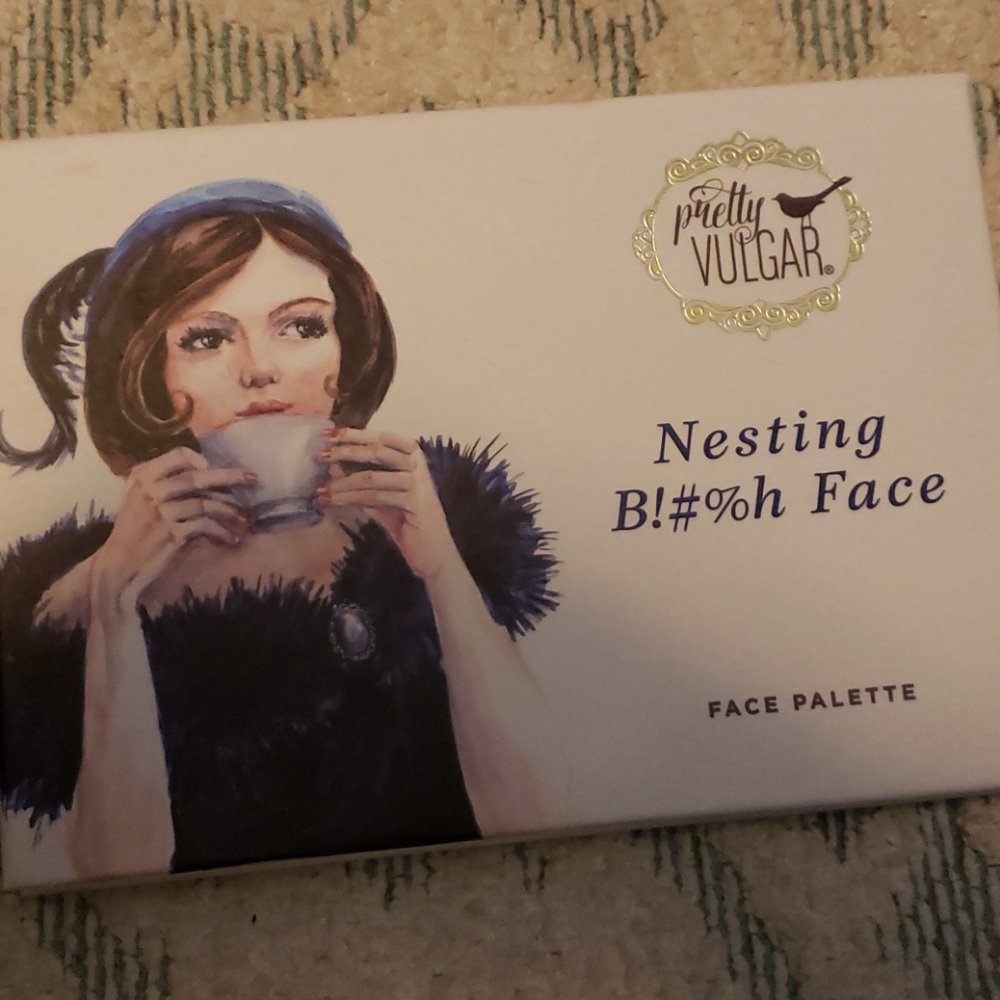 pretty
VULGAR®
Nesting
B!#%h Face
FACE PALETTE